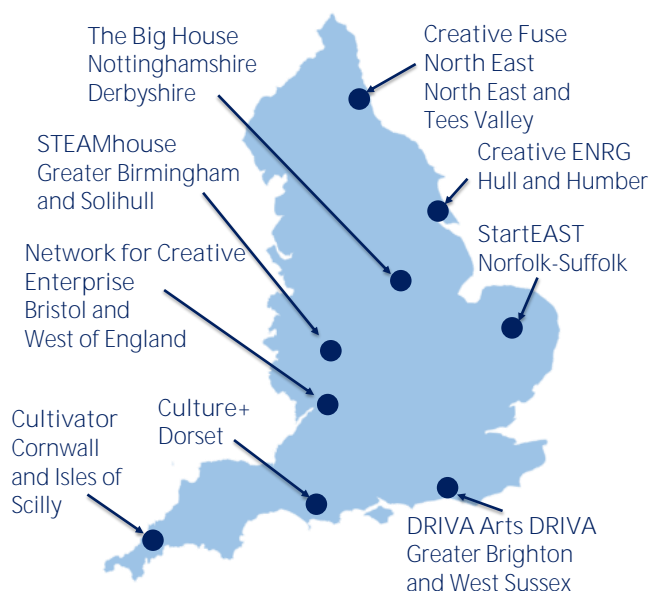 The Big House
Nottinghamshire
Derbyshire
Creative Fuse
North East
North East and
Tees Valley
STEAMhouse
Greater Birmingham
and Solihull
Creative ENRG
Hull and Humber
StartEAST
Norfolk-Suffolk
Network for Creative
Enterprise
Bristol and
West of England
Cultivator
Cornwall
and Isles of
Scilly
Culture+
Dorset
DRIVA Arts DRIVA
Greater Brighton
and West Sussex